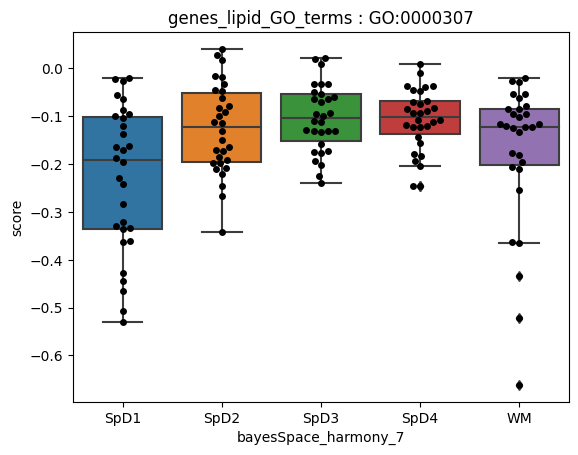 genes_lipid_GO_terms : GO:0000307
score
0.0
−0.1
−0.2
−0.3
−0.4
−0.5
−0.6
SpD1 SpD2 SpD3 SpD4 WM
bayesSpace_harmony_7